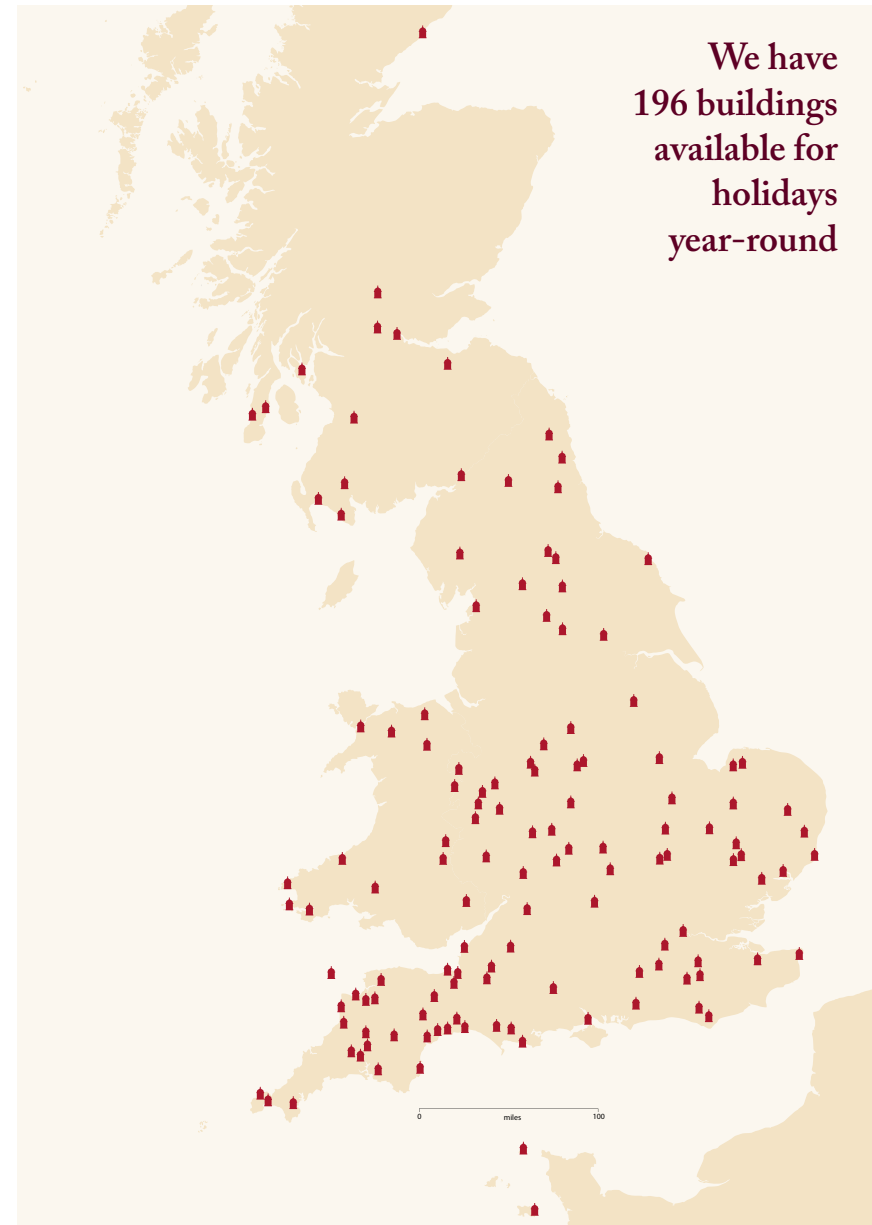 We have
196 buildings
available for
holidays
year-round
0 miles 100